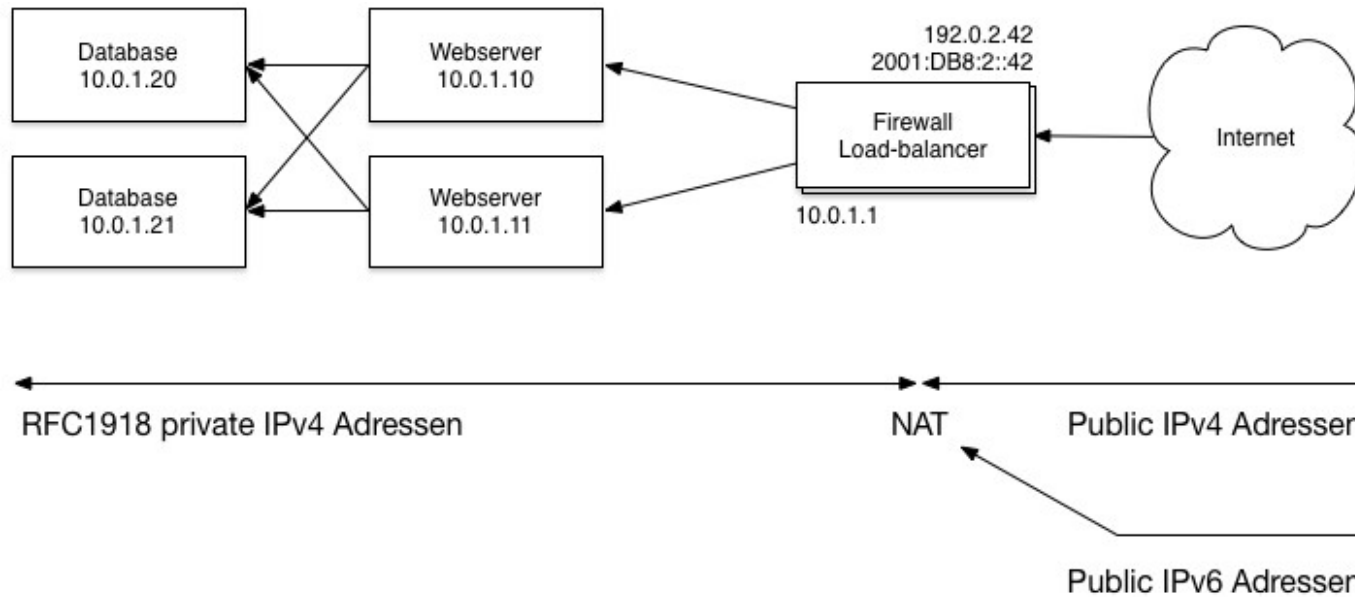 192.0.2.42
2001:DB8:2::42
Database
10.0.1.20
Webserver
10.0.1.10
Firewall
Load-balancer
Internet
Database
10.0.1.21
Webserver
10.0.1.11
10.0.1.1
RFC1918 private IPv4 Adressen
NAT
Public IPv4 Adressen
Public IPv6 Adressen